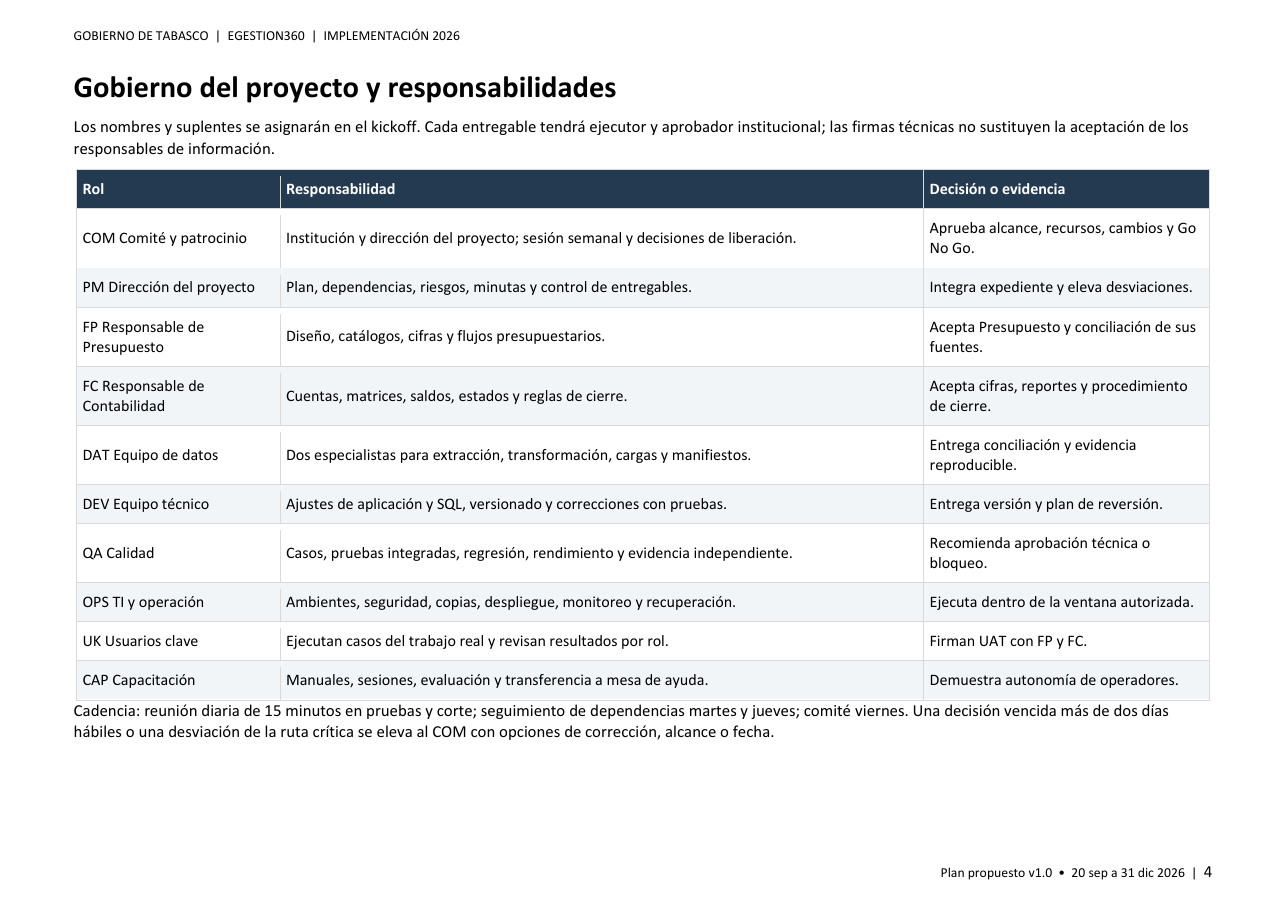 GOBIERNO DE TABASCO | EGESTION360 | IMPLEMENTACIÓN 2026
Gobierno del proyecto y responsabilidades
Los nombres y suplentes se asignarán en el kickoff. Cada entregable tendrá ejecutor y aprobador institucional; las firmas técnicas no sustituyen la aceptación de los
responsables de información.
Rol Responsabilidad Decisión o evidencia
COM Comité y patrocinio Institución y dirección del proyecto; sesión semanal y decisiones de liberación. Aprueba alcance, recursos, cambios y Go
No Go.
PM Dirección del proyecto Plan, dependencias, riesgos, minutas y control de entregables. Integra expediente y eleva desviaciones.
FP Responsable de
Presupuesto
Diseño, catálogos, cifras y flujos presupuestarios.
Acepta Presupuesto y conciliación de sus
fuentes.
FC Responsable de
Contabilidad
Cuentas, matrices, saldos, estados y reglas de cierre.
Acepta cifras, reportes y procedimiento
de cierre.
DAT Equipo de datos Dos especialistas para extracción, transformación, cargas y manifiestos. Entrega conciliación y evidencia
reproducible.
DEV Equipo técnico Ajustes de aplicación y SQL, versionado y correcciones con pruebas. Entrega versión y plan de reversión.
QA Calidad Casos, pruebas integradas, regresión, rendimiento y evidencia independiente. Recomienda aprobación técnica o
bloqueo.
OPS TI y operación Ambientes, seguridad, copias, despliegue, monitoreo y recuperación. Ejecuta dentro de la ventana autorizada.
UK Usuarios clave Ejecutan casos del trabajo real y revisan resultados por rol. Firman UAT con FP y FC.
CAP Capacitación Manuales, sesiones, evaluación y transferencia a mesa de ayuda. Demuestra autonomía de operadores.
Cadencia: reunión diaria de 15 minutos en pruebas y corte; seguimiento de dependencias martes y jueves; comité viernes. Una decisión vencida más de dos días
hábiles o una desviación de la ruta crítica se eleva al COM con opciones de corrección, alcance o fecha.
Plan propuesto v1.0 • 20 sep a 31 dic 2026 | 4